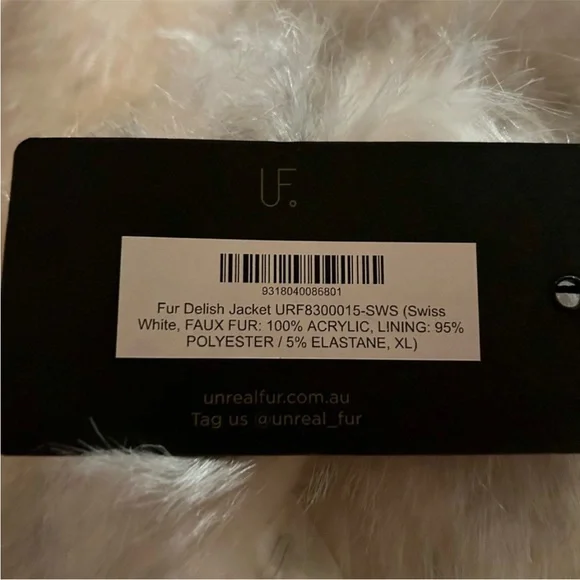 UF.
9318040086801
Fur Delish Jacket URF8300015-SWS (Swiss
White, FAUX FUR: 100% ACRYLIC, LINING: 95%
POLYESTER / 5% ELASTANE, XL)
unrealfur.com.au
Tag us @unreal_fur